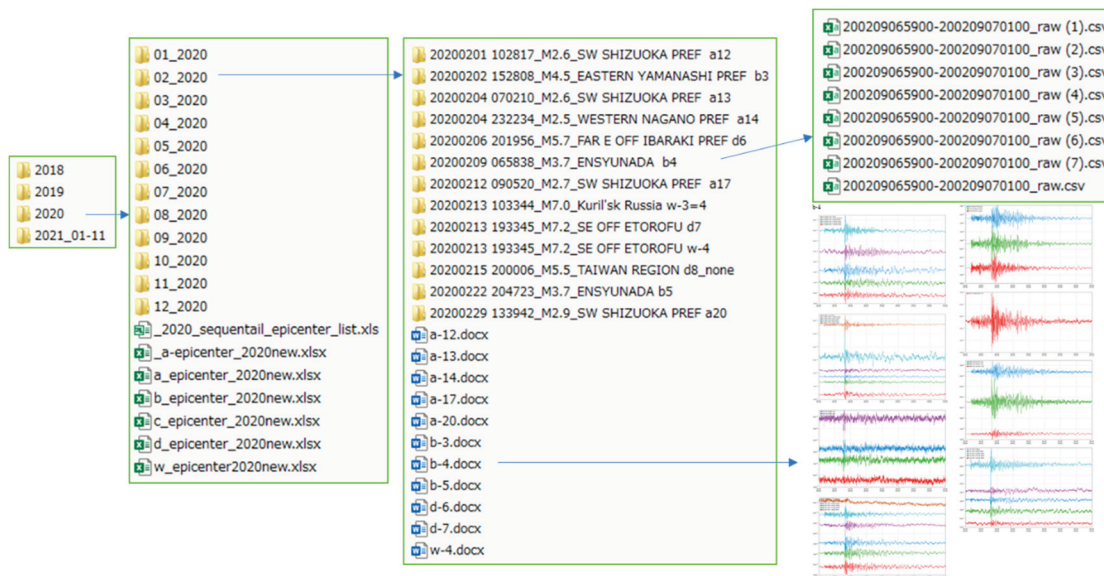 2018
2019
2020
2021_01-11
01_2020
02_2020
03_2020
04_2020
05_2020
06_2020
07_2020
08_2020
09_2020
10_2020
11_2020
12_2020
_2020_sequentail_epicenter_list.xls
_a-epicenter_2020new.xlsx
a_epicenter_2020new.xlsx
b_epicenter_2020new.xlsx
c_epicenter_2020new.xlsx
d_epicenter_2020new.xlsx
w_epicenter2020new.xlsx
20200201 102817_M2.6_SW SHIZUOKA PREF a12
20200202 152808_M4.5_EASTERN YAMANASHI PREF b3
20200204 070210_M2.6_SW SHIZUOKA PREF a13
20200204 232234_M2.5_WESTERN NAGANO PREF a14
20200206 201956_M5.7_FAR E OFF IBARAKI PREF d6
20200209 065838_M3.7_ENSYUNADA b4
20200212 090520_M2.7_SW SHIZUOKA PREF a17
20200213 103344_M7.0_Kuril'sk Russia w-3=4
20200213 193345_M7.2_SE OFF ETOROFU d7
20200213 193345_M7.2_SE OFF ETOROFU w-4
20200215 200006_M5.5_TAIWAN REGION d8_none
20200222 204723_M3.7_ENSYUNADA b5
20200229 133942_M2.9_SW SHIZUOKA PREF a20
a-12.docx
a-13.docx
a-14.docx
a-17.docx
a-20.docx
b-3.docx
b-4.docx
b-5.docx
d-6.docx
d-7.docx
w-4.docx
200209065900-200209070100_raw (1).csv
200209065900-200209070100_raw (2).csv
200209065900-200209070100_raw (3).csv
200209065900-200209070100_raw (4).csv
200209065900-200209070100_raw (5).csv
200209065900-200209070100_raw (6).csv
200209065900-200209070100_raw (7).csv
200209065900-200209070100_raw.csv
b-4